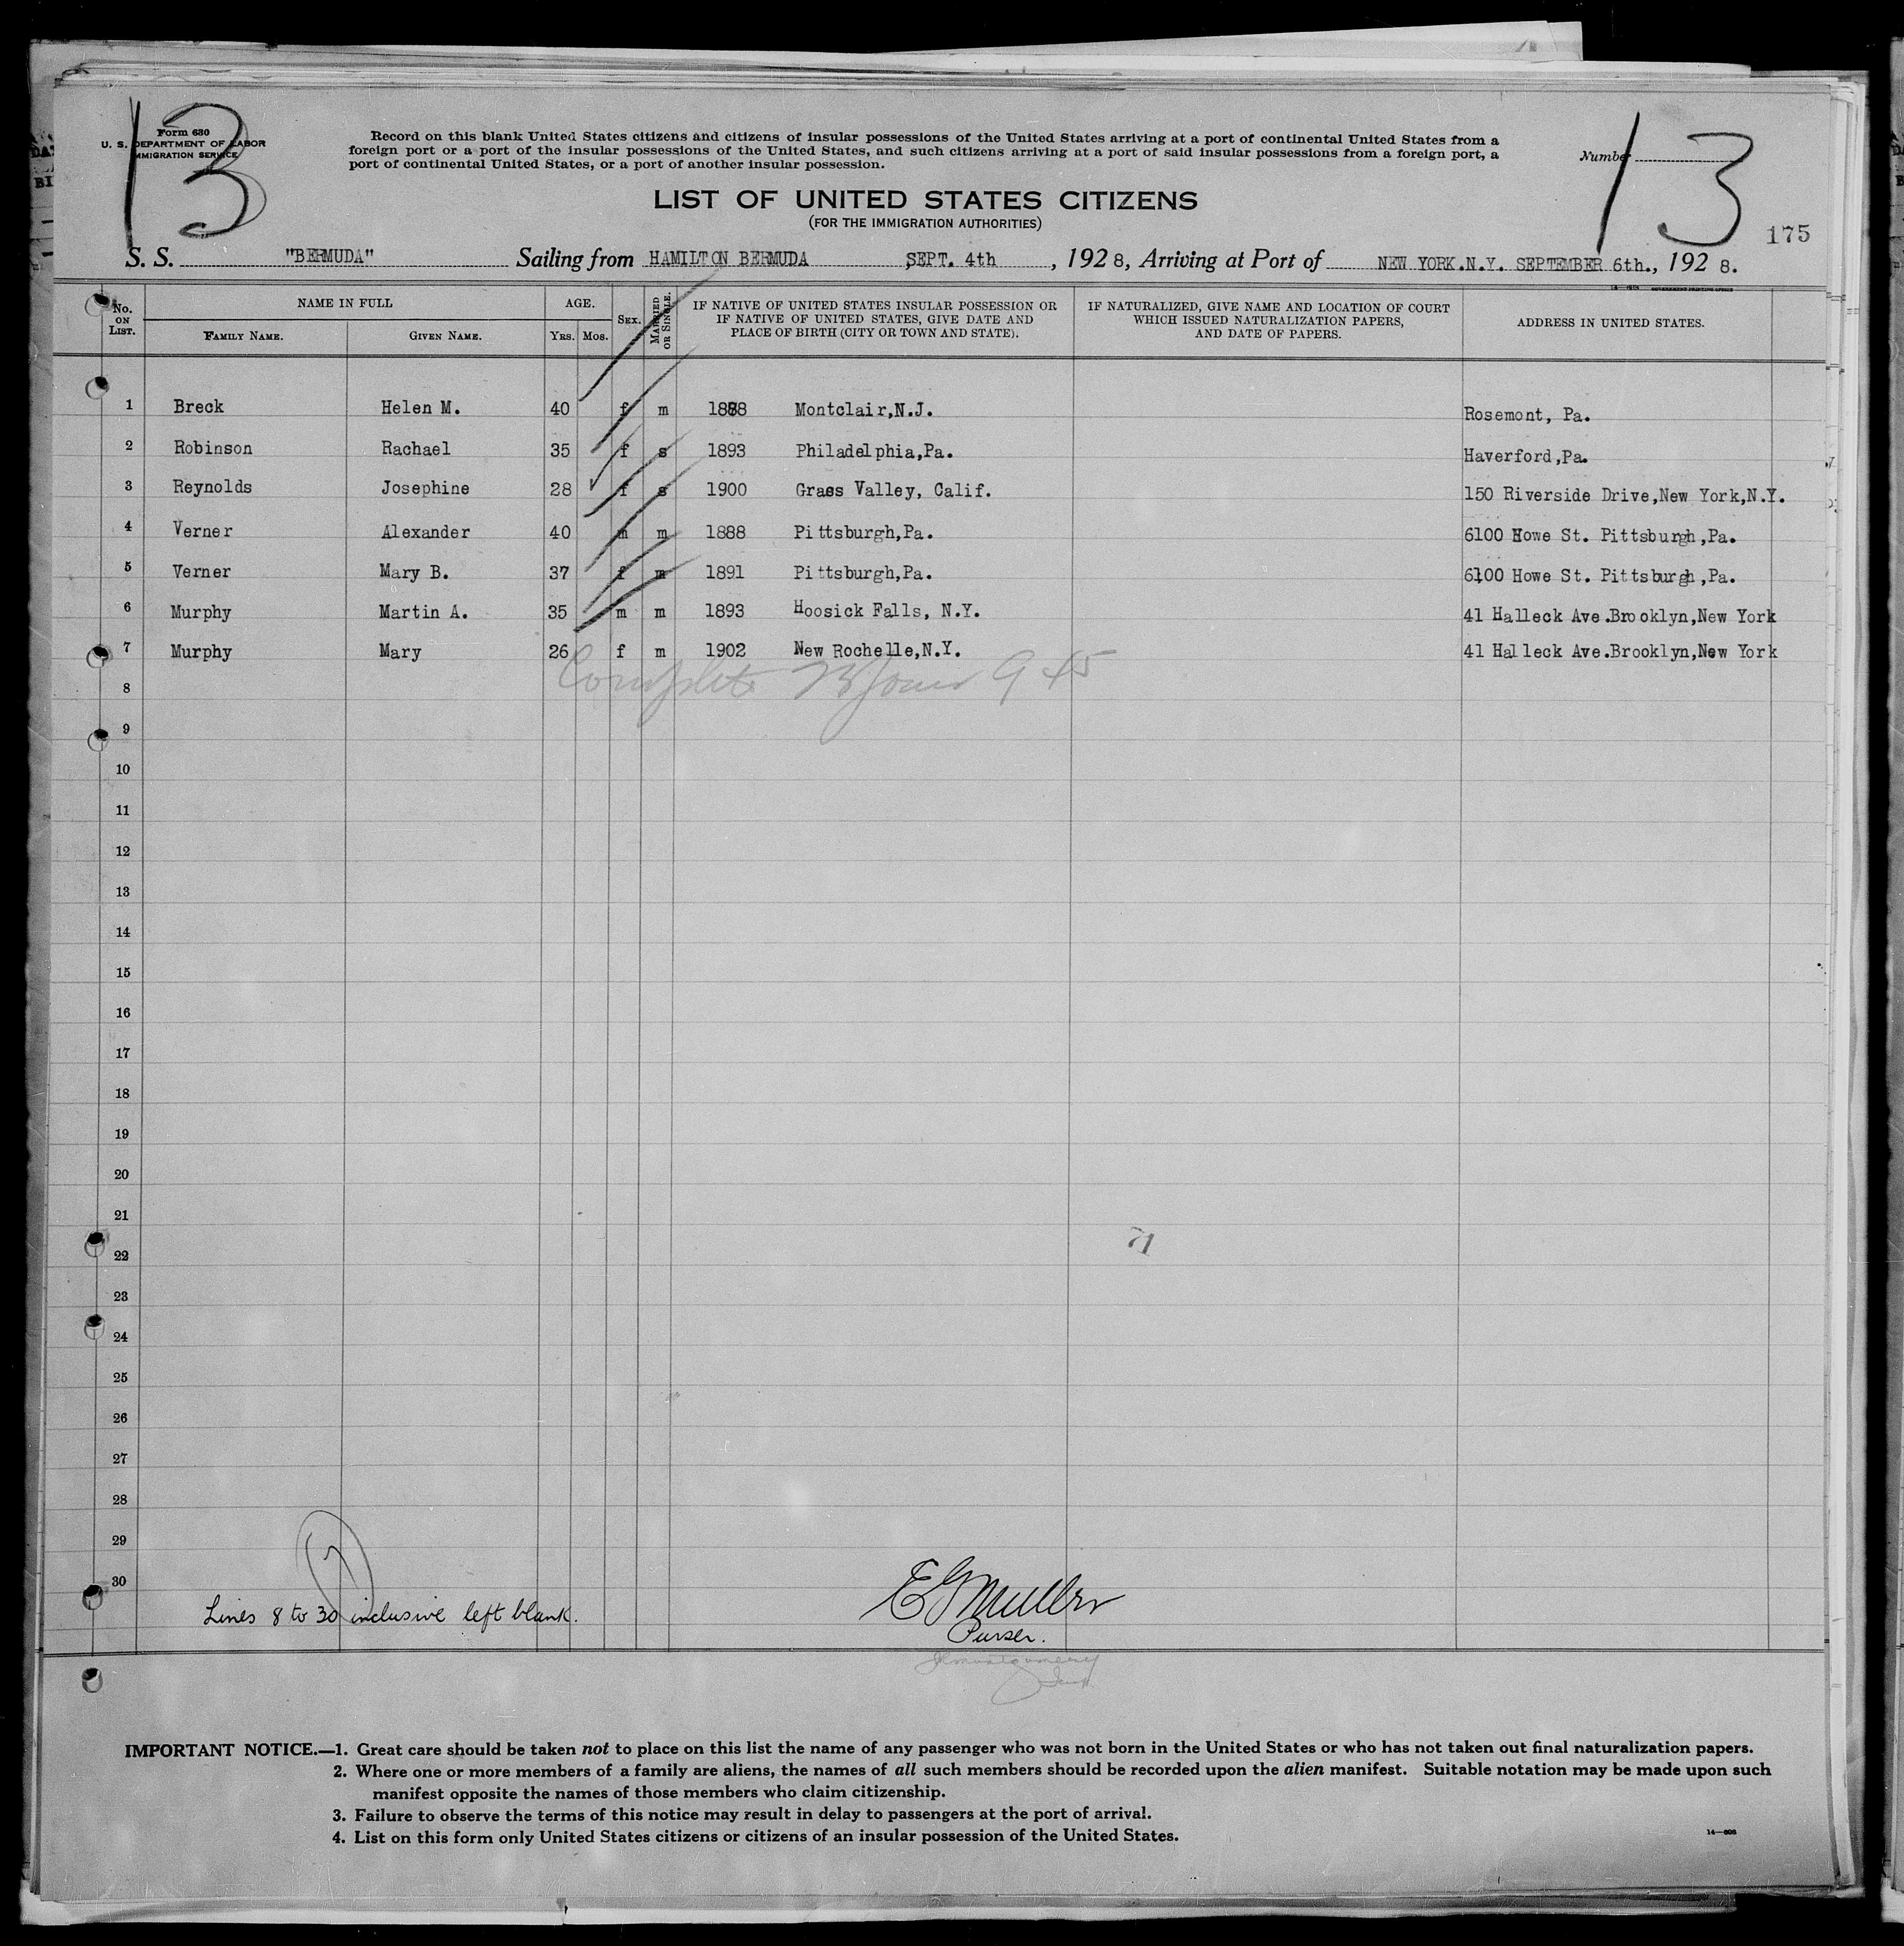 13
Form 630
U. S. DEPARTMENT OF LABOR
IMMIGRATION SERVICE
Record on this blank United States citizens and citizens of insular possessions of the United States arriving at a port of continental United States from a
foreign port or a port of the insular possessions of the United States, and such citizens arriving at a port of said insular possessions from a foreign port, a
port of continental United States, or a port of another insular possession.
Number 13
175
LIST OF UNITED STATES CITIZENS
(FOR THE IMMIGRATION AUTHORITIES)
S. S. "BERMUDA" Sailing from HAMILTON BERMUDA SEPT. 4th , 1928, Arriving at Port of NEW YORK.N.Y. SEPTEMBER 6th., 1928.
No. ON LIST. NAME IN FULL AGE. SEX. MARRIED OR SINGLE. IF NATIVE OF UNITED STATES INSULAR POSSESSION OR IF NATIVE OF UNITED STATES, GIVE DATE AND PLACE OF BIRTH (CITY OR TOWN AND STATE). IF NATURALIZED, GIVE NAME AND LOCATION OF COURT WHICH ISSUED NATURALIZATION PAPERS, AND DATE OF PAPERS. ADDRESS IN UNITED STATES.
FAMILY NAME. GIVEN NAME. YRS. MOS.
1 Breck Helen M. 40 f m 1888 Montclair,N.J. Rosemont, Pa.
2 Robinson Rachael 35 f s 1893 Philadelphia,Pa. Haverford,Pa.
3 Reynolds Josephine 28 f s 1900 Grass Valley, Calif. 150 Riverside Drive,New York,N.Y.
4 Verner Alexander 40 m m 1888 Pittsburgh,Pa. 6100 Howe St. Pittsburgh,Pa.
5 Verner Mary B. 37 f m 1891 Pittsburgh,Pa. 6100 Howe St. Pittsburgh,Pa.
6 Murphy Martin A. 35 m m 1893 Hoosick Falls, N.Y. 41 Halleck Ave.Brooklyn,New York
7 Murphy Mary 26 f m 1902 New Rochelle,N.Y. 41 Halleck Ave.Brooklyn,New York
Complete
8
9
10
11
12
13
14
15
16
17
18
19
20
21
71
22
23
24
25
26
27
28
29
7
30
Lines 8 to 30 inclusive left blank.
E G Muller
Purser.
IMPORTANT NOTICE.—1. Great care should be taken not to place on this list the name of any passenger who was not born in the United States or who has not taken out final naturalization papers.
2. Where one or more members of a family are aliens, the names of all such members should be recorded upon the alien manifest. Suitable notation may be made upon such
manifest opposite the names of those members who claim citizenship.
3. Failure to observe the terms of this notice may result in delay to passengers at the port of arrival.
4. List on this form only United States citizens or citizens of an insular possession of the United States.